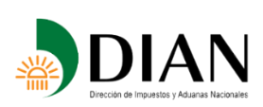 DIAN
Dirección de Impuestos y Aduanas Nacionales